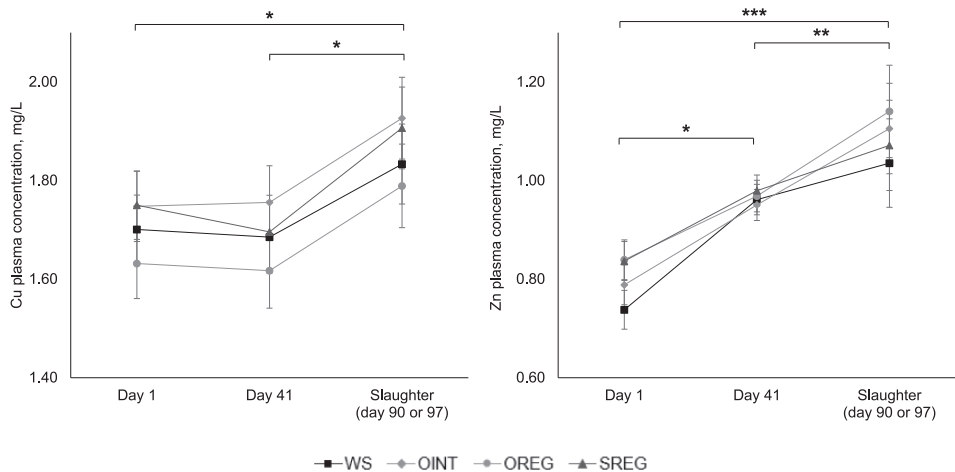 *
*
2.00
1.80
1.60
1.40
Cu plasma concentration, mg/L
Day 1
Day 41
Slaughter
(day 90 or 97)
***
**
*
1.20
1.00
0.80
0.60
Zn plasma concentration, mg/L
Day 1
Day 41
Slaughter
(day 90 or 97)
WS OINT OREG SREG